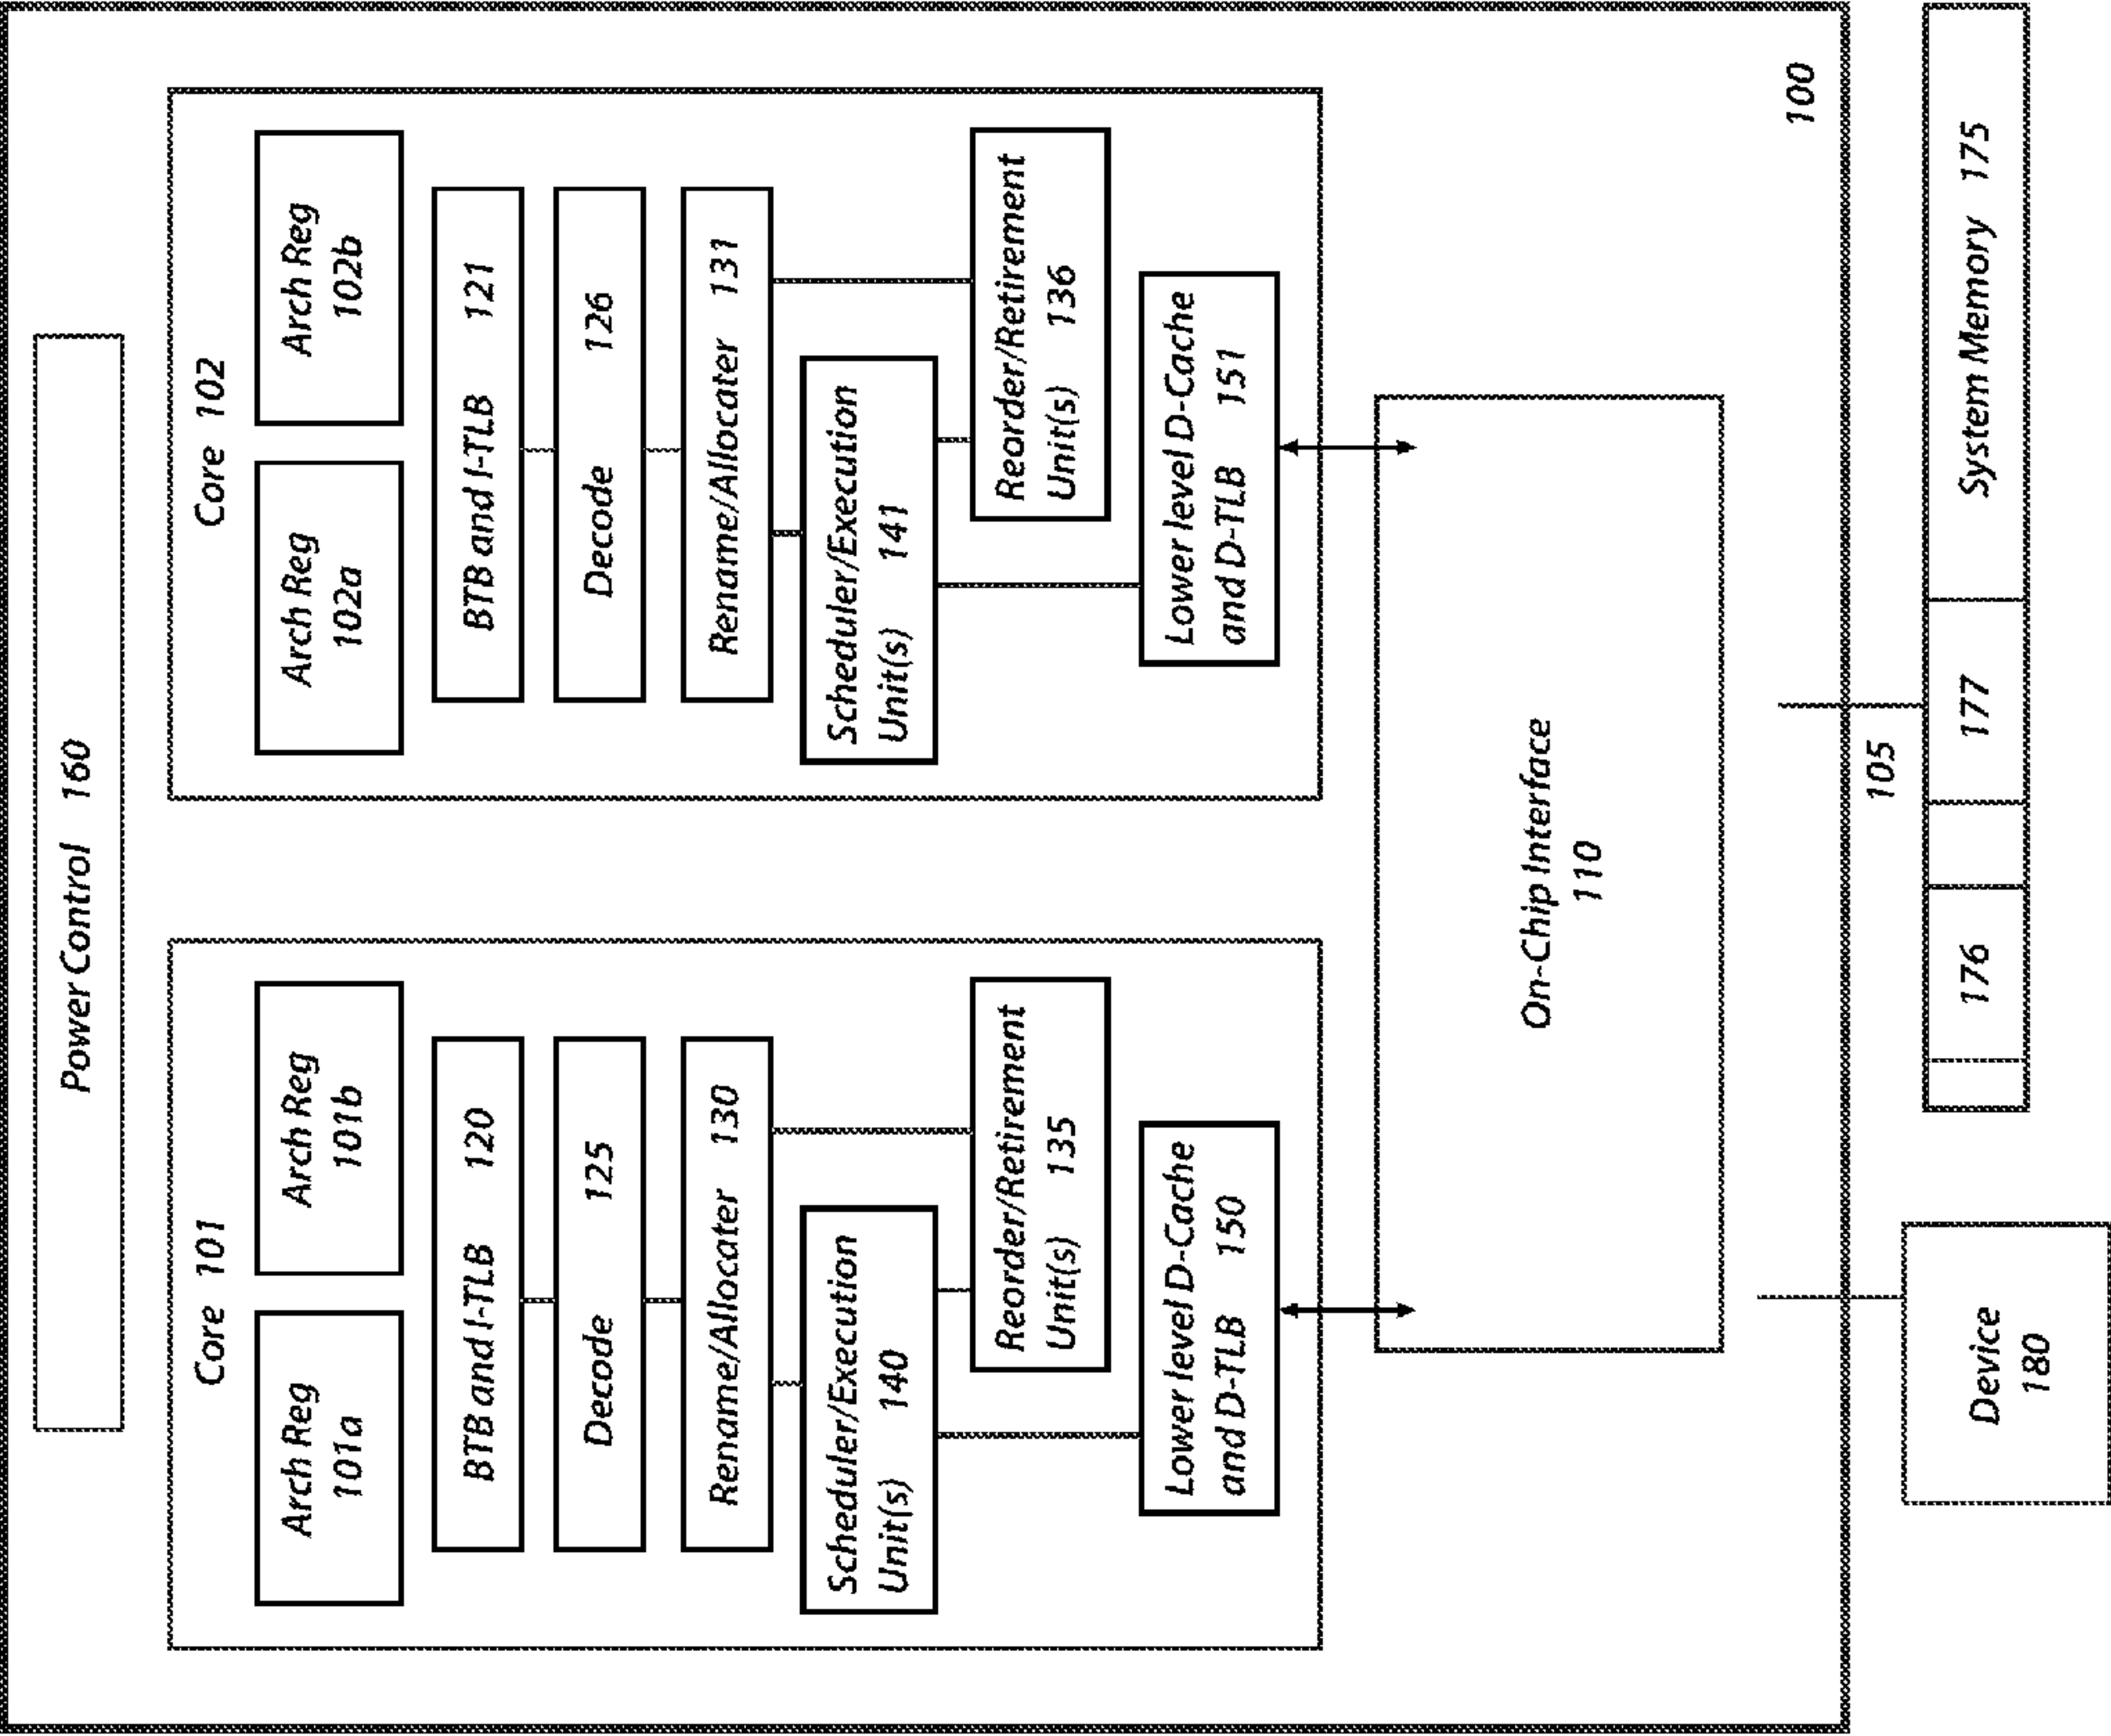 Power Control 160
Core 101
Arch Reg
101a
Arch Reg
101b
BTB and I-TLB 120
Decode 125
Rename/Allocater 130
Scheduler/Execution
Unit(s) 140
Reorder/Retirement
Unit(s) 135
Lower level D-Cache
and D-TLB 150
Core 102
Arch Reg
102a
Arch Reg
102b
BTB and I-TLB 121
Decode 126
Rename/Allocater 131
Scheduler/Execution
Unit(s) 141
Reorder/Retirement
Unit(s) 136
Lower level D-Cache
and D-TLB 151
On-Chip Interface
110
100
105
Device
180
176
177
System Memory 175